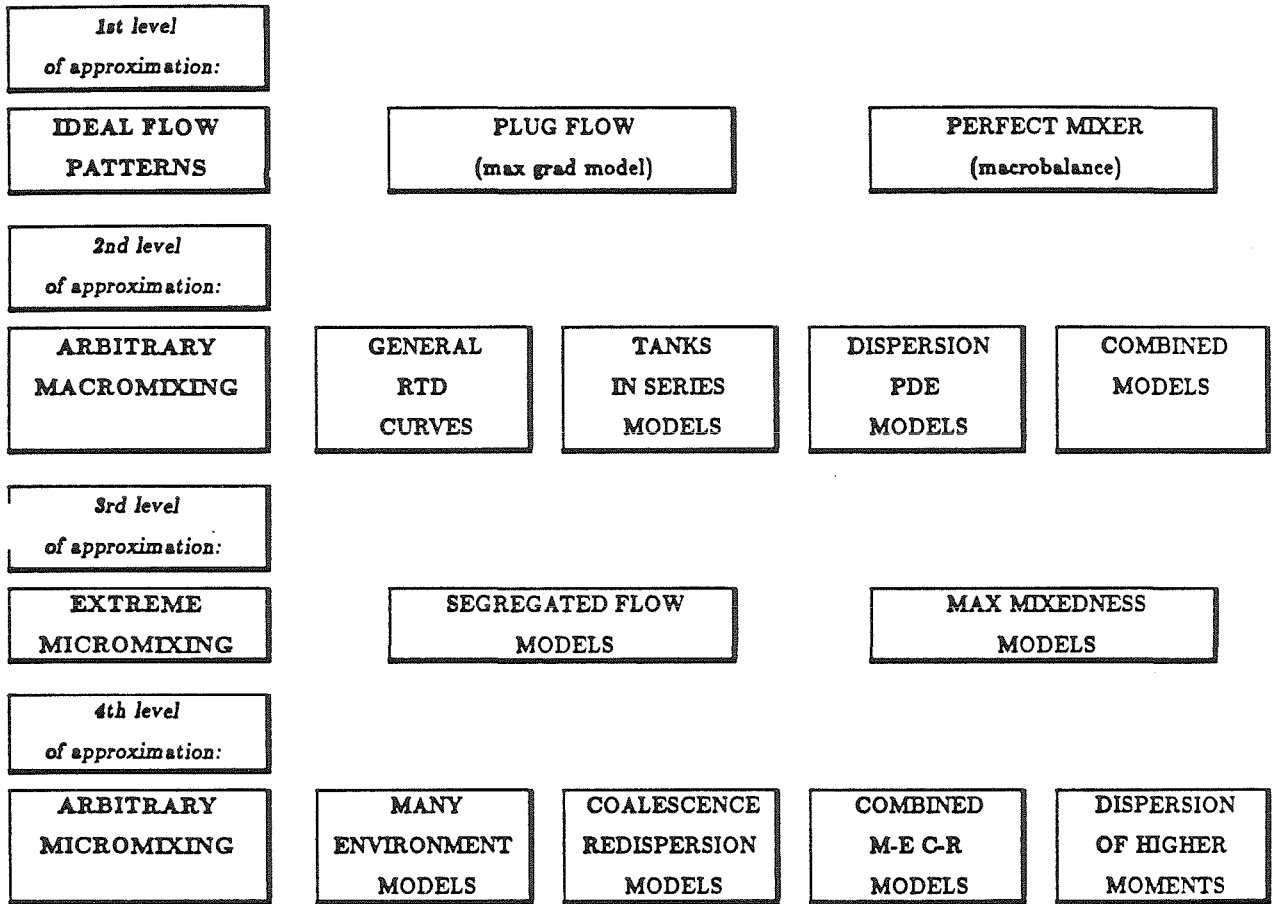 1st level
of approximation:
IDEAL FLOW
PATTERNS
PLUG FLOW
(max grad model)
PERFECT MIXER
(macrobalance)
2nd level
of approximation:
ARBITRARY
MACROMIXING
GENERAL
RTD
CURVES
TANKS
IN SERIES
MODELS
DISPERSION
PDE
MODELS
COMBINED
MODELS
3rd level
of approximation:
EXTREME
MICROMIXING
SEGREGATED FLOW
MODELS
MAX MIXEDNESS
MODELS
4th level
of approximation:
ARBITRARY
MICROMIXING
MANY
ENVIRONMENT
MODELS
COALESCENCE
REDISPERSION
MODELS
COMBINED
M-E C-R
MODELS
DISPERSION
OF HIGHER
MOMENTS